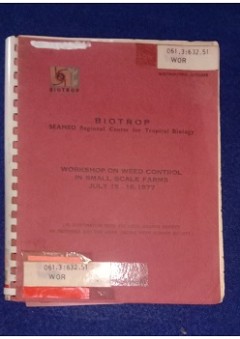 061.3:632.51
WOR
BIOTROP
BIOTROP
SEAMEO Regional Center for Tropical Biology
WORKSHOP ON WEED CONTROL
IN SMALL SCALE FARMS
JULY 15 - 16, 1977
061.3:632.51
WOR